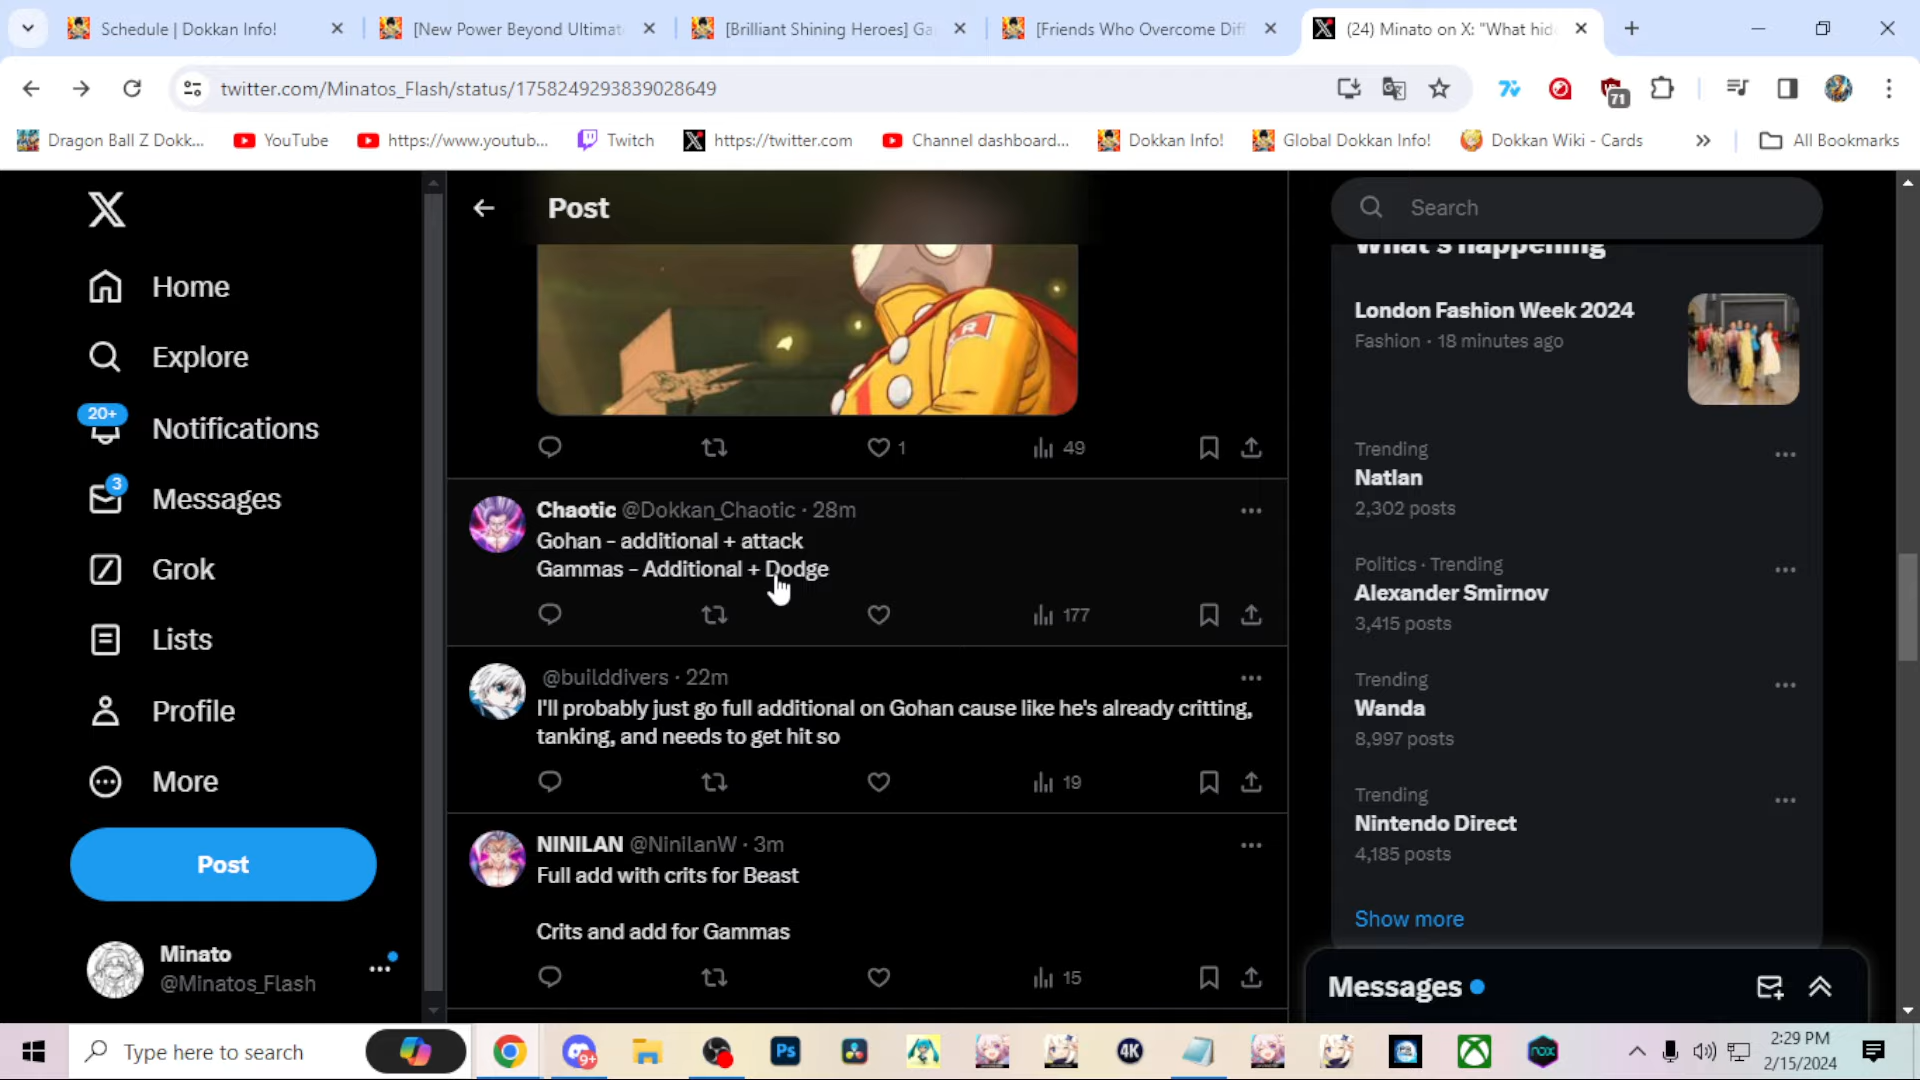 Schedule | Dokkan Info!
[New Power Beyond Ultimat
[Brilliant Shining Heroes] Ga
[Friends Who Overcome Diff
(24) Minato on X: "What hid
twitter.com/Minatos_Flash/status/1758249293839028649
71
Dragon Ball Z Dokk...
YouTube
https://www.youtub...
Twitch
https://twitter.com
Channel dashboard...
Dokkan Info!
Global Dokkan Info!
Dokkan Wiki - Cards
All Bookmarks
Home
Explore
20+
Notifications
3
Messages
Grok
Lists
Profile
More
Post
Minato
@Minatos_Flash
Post
R
1
49
Chaotic @Dokkan_Chaotic · 28m
Gohan - additional + attack
Gammas - Additional + Dodge
177
@builddivers · 22m
I'll probably just go full additional on Gohan cause like he's already critting,
tanking, and needs to get hit so
19
NINILAN @NinilanW · 3m
Full add with crits for Beast
Crits and add for Gammas
15
Search
What's happening
London Fashion Week 2024
Fashion · 18 minutes ago
Trending
Natlan
2,302 posts
Politics · Trending
Alexander Smirnov
3,415 posts
Trending
Wanda
8,997 posts
Trending
Nintendo Direct
4,185 posts
Show more
Messages
Type here to search
9+
Ps
4K
nox
2:29 PM
2/15/2024